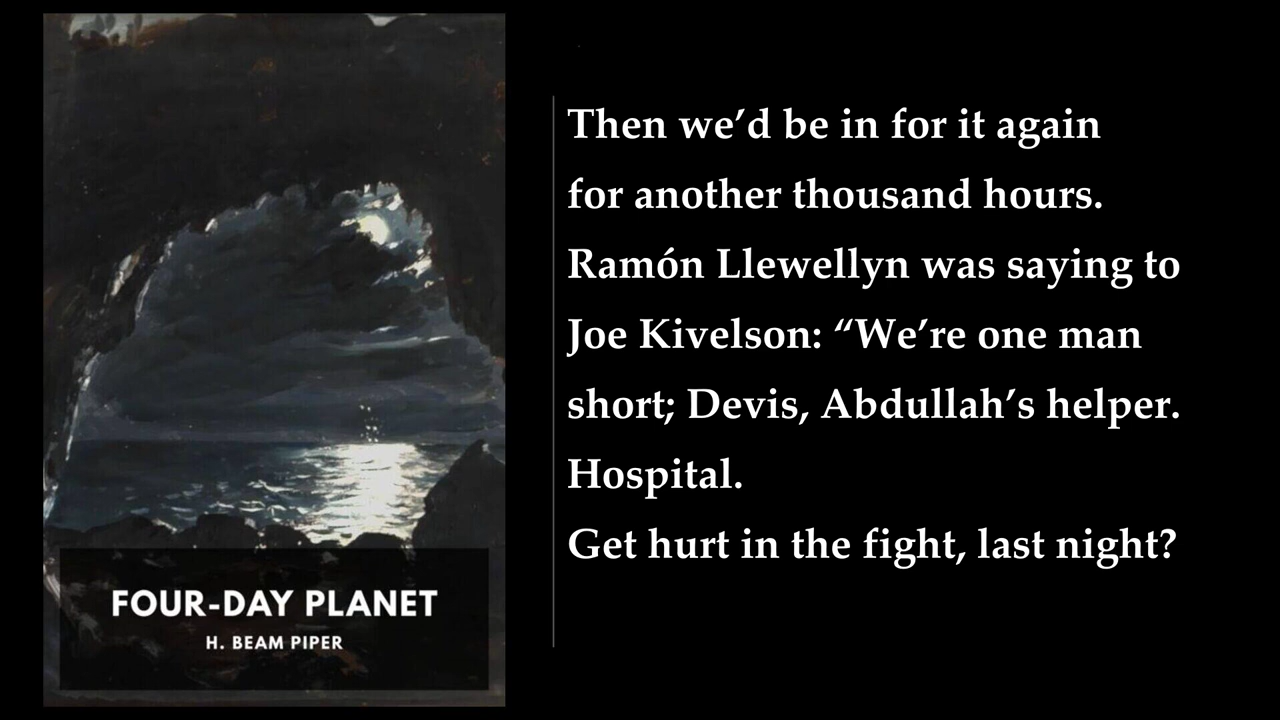 FOUR-DAY PLANET
H. BEAM PIPER
Then we’d be in for it again
for another thousand hours.
Ramón Llewellyn was saying to
Joe Kivelson: “We’re one man
short; Devis, Abdullah’s helper.
Hospital.
Get hurt in the fight, last night?